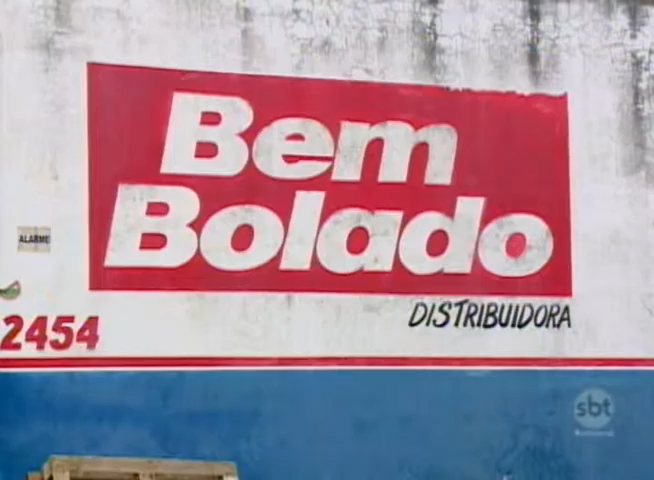 Bem
Bolado
ALARME
DISTRIBUIDORA
2454
sbt